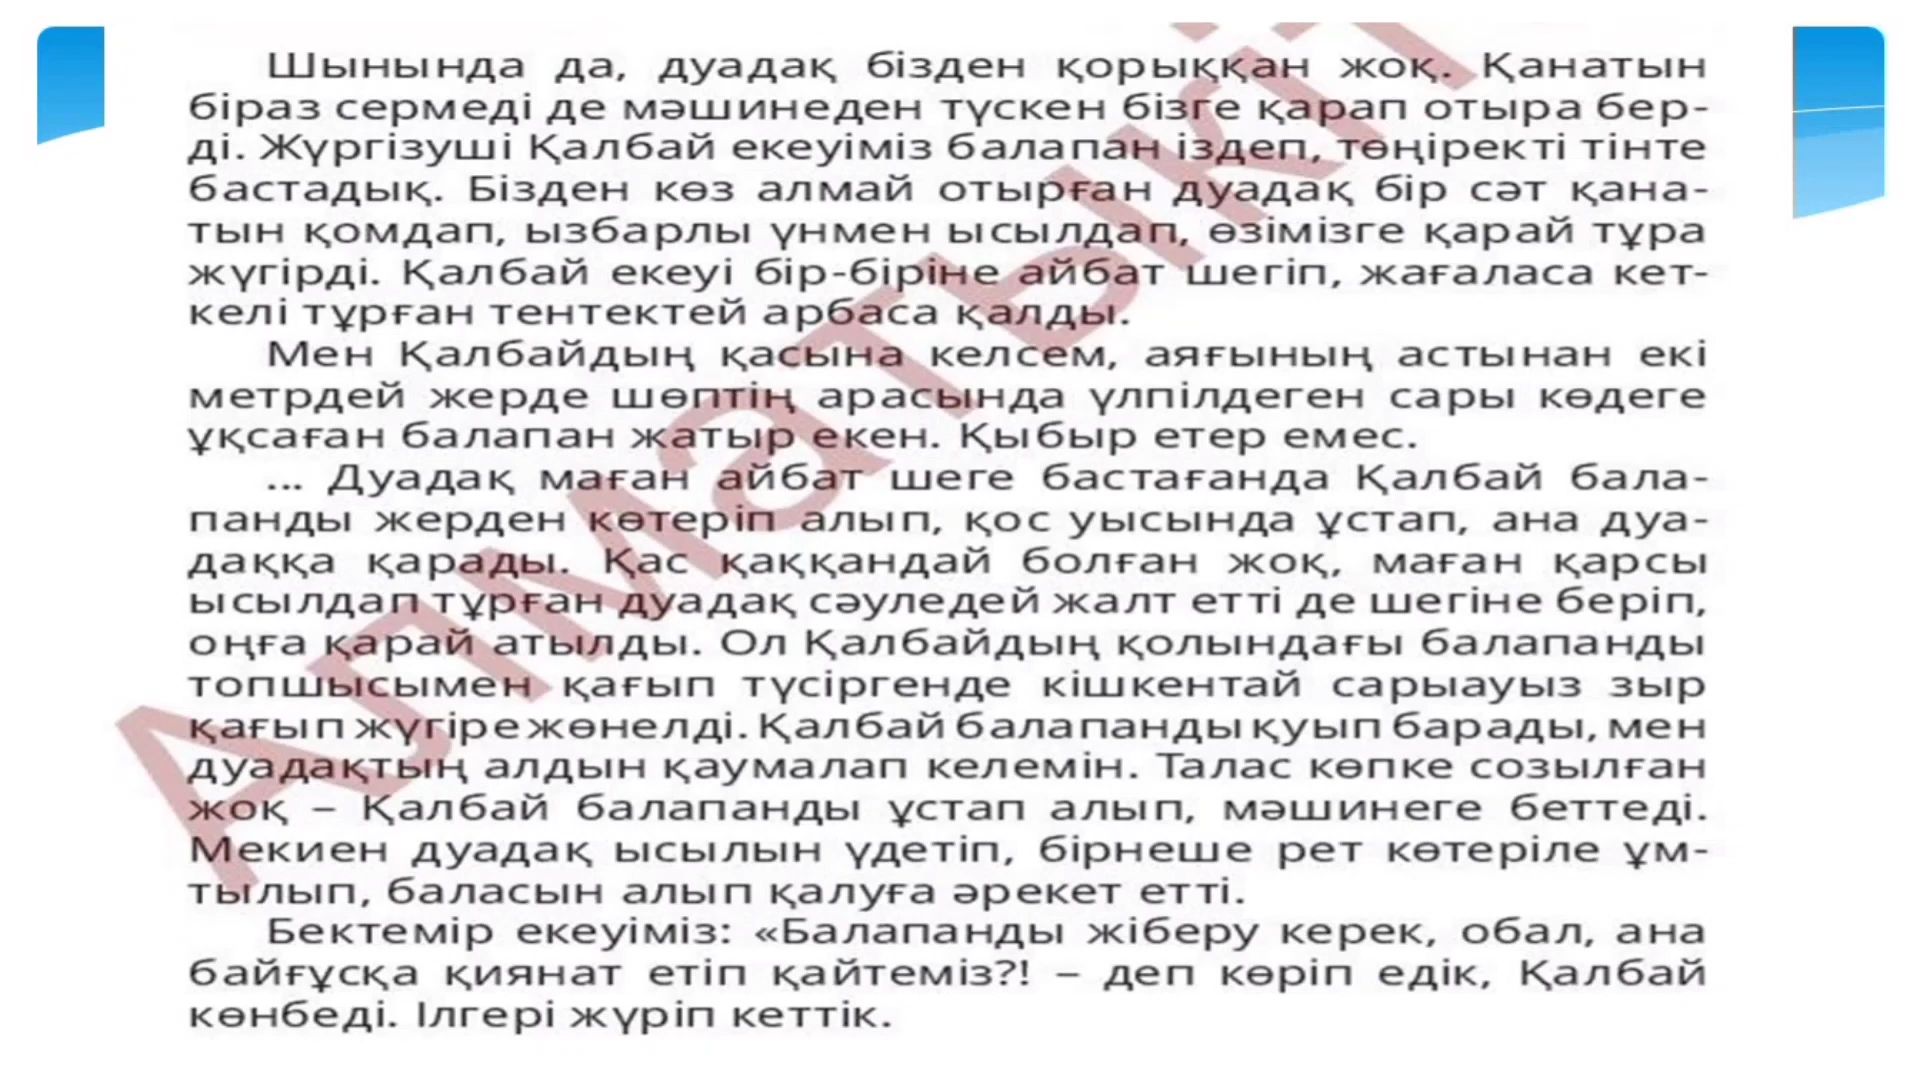 Шынында да, дуадақ бізден қорыққан жоқ. Қанатын
біраз сермеді де мәшинеден түскен бізге қарап отыра бер-
ді. Жүргізуші Қалбай екеуіміз балапан іздеп, төңіректі тінте
бастадық. Бізден көз алмай отырған дуадақ бір сәт қана-
тын қомдап, ызбарлы үнмен ысылдап, өзімізге қарай тұра
жүгірді. Қалбай екеуі бір-біріне айбат шегіп, жағаласа кет-
келі тұрған тентектей арбаса қалды.
Мен Қалбайдың қасына келсем, аяғының астынан екі
метрдей жерде шөптің арасында үлпілдеген сары көдеге
ұқсаған балапан жатыр екен. Қыбыр етер емес.
... Дуадақ маған айбат шеге бастағанда Қалбай бала-
панды жерден көтеріп алып, қос уысында ұстап, ана дуа-
даққа қарады. Қас қаққандай болған жоқ, маған қарсы
ысылдап тұрған дуадақ сәуледей жалт етті де шегіне беріп,
оңға қарай атылды. Ол Қалбайдың қолындағы балапанды
топшысымен қағып түсіргенде кішкентай сарыауыз зыр
қағып жүгіре жөнелді. Қалбай балапанды қуып барады, мен
дуадақтың алдын қаумалап келемін. Талас көпке созылған
жоқ – Қалбай балапанды ұстап алып, мәшинеге беттеді.
Мекиен дуадақ ысылын үдетіп, бірнеше рет көтеріле ұм-
тылып, баласын алып қалуға әрекет етті.
Бектемір екеуіміз: «Балапанды жіберу керек, обал, ана
байғұсқа қиянат етіп қайтеміз?! – деп көріп едік, Қалбай
көнбеді. Ілгері жүріп кеттік.
Алматыкіт